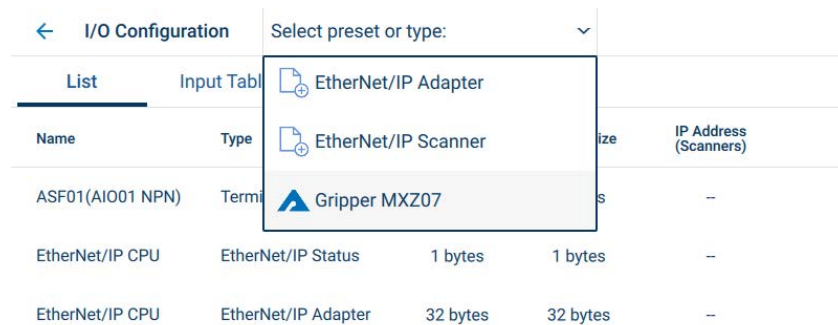 I/O Configuration Select preset or type:
List Input Tabl
EtherNet/IP Adapter
EtherNet/IP Scanner
Gripper MXZ07
Name Type ize IP Address
(Scanners)
ASF01(AIO01 NPN) Termi s --
EtherNet/IP CPU EtherNet/IP Status 1 bytes 1 bytes --
EtherNet/IP CPU EtherNet/IP Adapter 32 bytes 32 bytes --